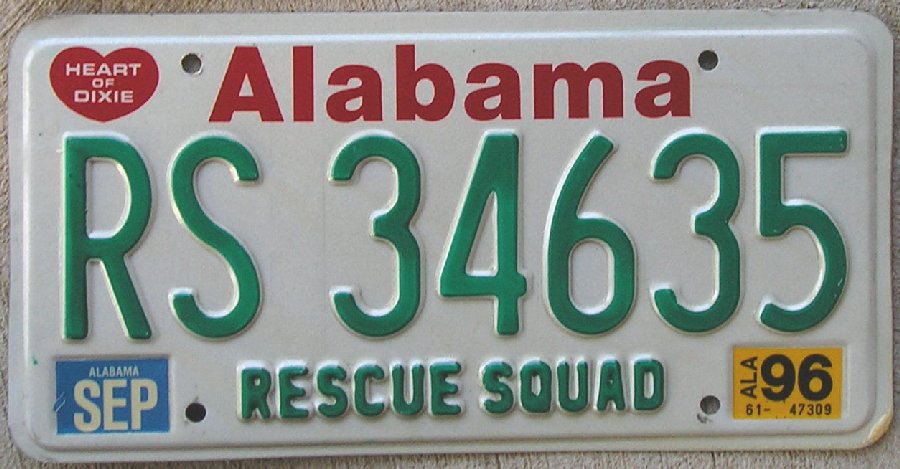 HEART
OF
DIXIE
Alabama
RS 34635
ALABAMA
SEP
RESCUE SQUAD
ALA
96
61- 47309